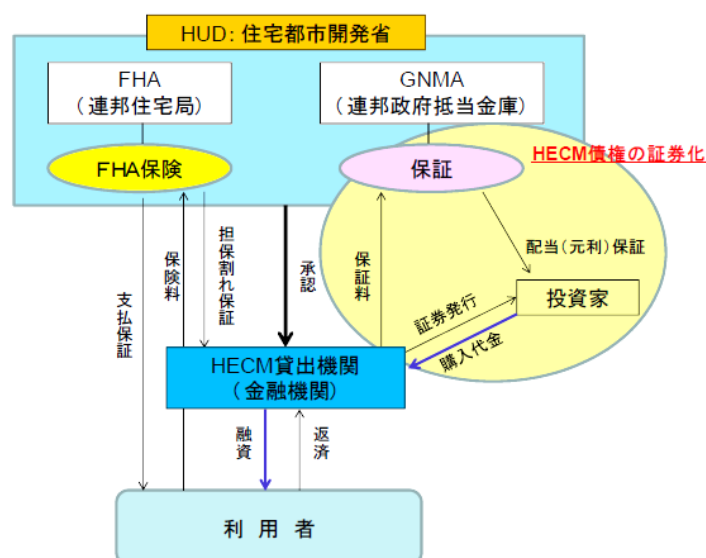 HUD: 住宅都市開発省
FHA
（連邦住宅局）
GNMA
（連邦政府抵当金庫）
FHA保険
保証
HECM債権の証券化
支払保証
保険料
担保割れ保証
承認
保証料
配当（元利）保証
投資家
証券発行
購入代金
HECM貸出機関
（金融機関）
融資
返済
利用者